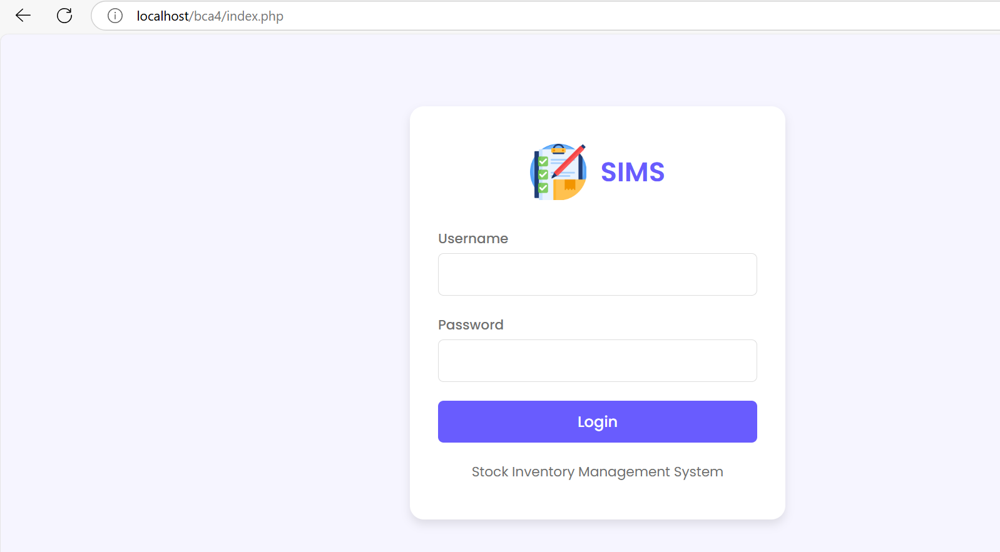 localhost/bca4/index.php
SIMS
Username
Password
Login
Stock Inventory Management System